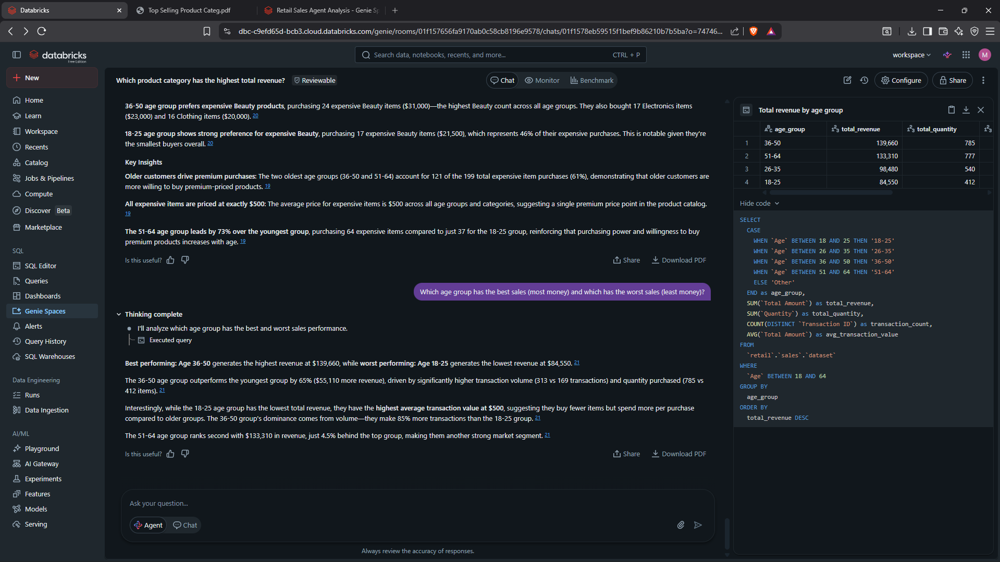 Databricks
Top Selling Product Categ.pdf
Retail Sales Agent Analysis - Genie Sp
dbc-c9efd65d-bcb3.cloud.databricks.com/genie/rooms/01f157656fa9170ab0c58cb8196e9578/chats/01f1578eb59515f1bef9b86210b7b5ba?o=74746...
databricks
Free Edition
Search data, notebooks, recents, and more...
CTRL + P
workspace
M
New
Home
Learn
Workspace
Recents
Catalog
Jobs & Pipelines
Compute
Discover Beta
Marketplace
SQL
SQL Editor
Queries
Dashboards
Genie Spaces
Alerts
Query History
SQL Warehouses
Data Engineering
Runs
Data Ingestion
AI/ML
Playground
AI Gateway
Experiments
Features
Models
Serving
Which product category has the highest total revenue? Reviewable
Chat Monitor Benchmark
Configure Share
36-50 age group prefers expensive Beauty products, purchasing 24 expensive Beauty items ($31,000)—the highest Beauty count across all age groups. They also bought 17 Electronics items
($23,000) and 16 Clothing items ($20,000). 20
18-25 age group shows strong preference for expensive Beauty, purchasing 17 expensive Beauty items ($21,500), which represents 46% of their expensive purchases. This is notable given they're
the smallest buyers overall. 20
Key Insights
Older customers drive premium purchases: The two oldest age groups (36-50 and 51-64) account for 121 of the 199 total expensive item purchases (61%), demonstrating that older customers are
more willing to buy premium-priced products. 19
All expensive items are priced at exactly $500: The average price for expensive items is $500 across all age groups and categories, suggesting a single premium price point in the product catalog.
19
The 51-64 age group leads by 73% over the youngest group, purchasing 64 expensive items compared to just 37 for the 18-25 group, reinforcing that purchasing power and willingness to buy
premium products increases with age. 19
Is this useful?
Share Download PDF
Which age group has the best sales (most money) and which has the worst sales (least money)?
Thinking complete
I'll analyze which age group has the best and worst sales performance.
Executed query
Best performing: Age 36-50 generates the highest revenue at $139,660, while worst performing: Age 18-25 generates the lowest revenue at $84,550. 21
The 36-50 age group outperforms the youngest group by 65% ($55,110 more revenue), driven by significantly higher transaction volume (313 vs 169 transactions) and quantity purchased (785 vs
412 items). 21
Interestingly, while the 18-25 age group has the lowest total revenue, they have the highest average transaction value at $500, suggesting they buy fewer items but spend more per purchase
compared to older groups. The 36-50 group's dominance comes from volume—they make 85% more transactions than the 18-25 group. 21
The 51-64 age group ranks second with $133,310 in revenue, just 4.5% behind the top group, making them another strong market segment. 21
Is this useful?
Share Download PDF
Ask your question...
Agent Chat
Always review the accuracy of responses.
Total revenue by age group
age_group total_revenue total_quantity
1 36-50 139,660 785
2 51-64 133,310 777
3 26-35 98,480 540
4 18-25 84,550 412
Hide code
SELECT
CASE
WHEN `Age` BETWEEN 18 AND 25 THEN '18-25'
WHEN `Age` BETWEEN 26 AND 35 THEN '26-35'
WHEN `Age` BETWEEN 36 AND 50 THEN '36-50'
WHEN `Age` BETWEEN 51 AND 64 THEN '51-64'
ELSE 'Other'
END as age_group,
SUM(`Total Amount`) as total_revenue,
SUM(`Quantity`) as total_quantity,
COUNT(DISTINCT `Transaction ID`) as transaction_count,
AVG(`Total Amount`) as avg_transaction_value
FROM
`retail`.`sales`.`dataset`
WHERE
`Age` BETWEEN 18 AND 64
GROUP BY
age_group
ORDER BY
total_revenue DESC